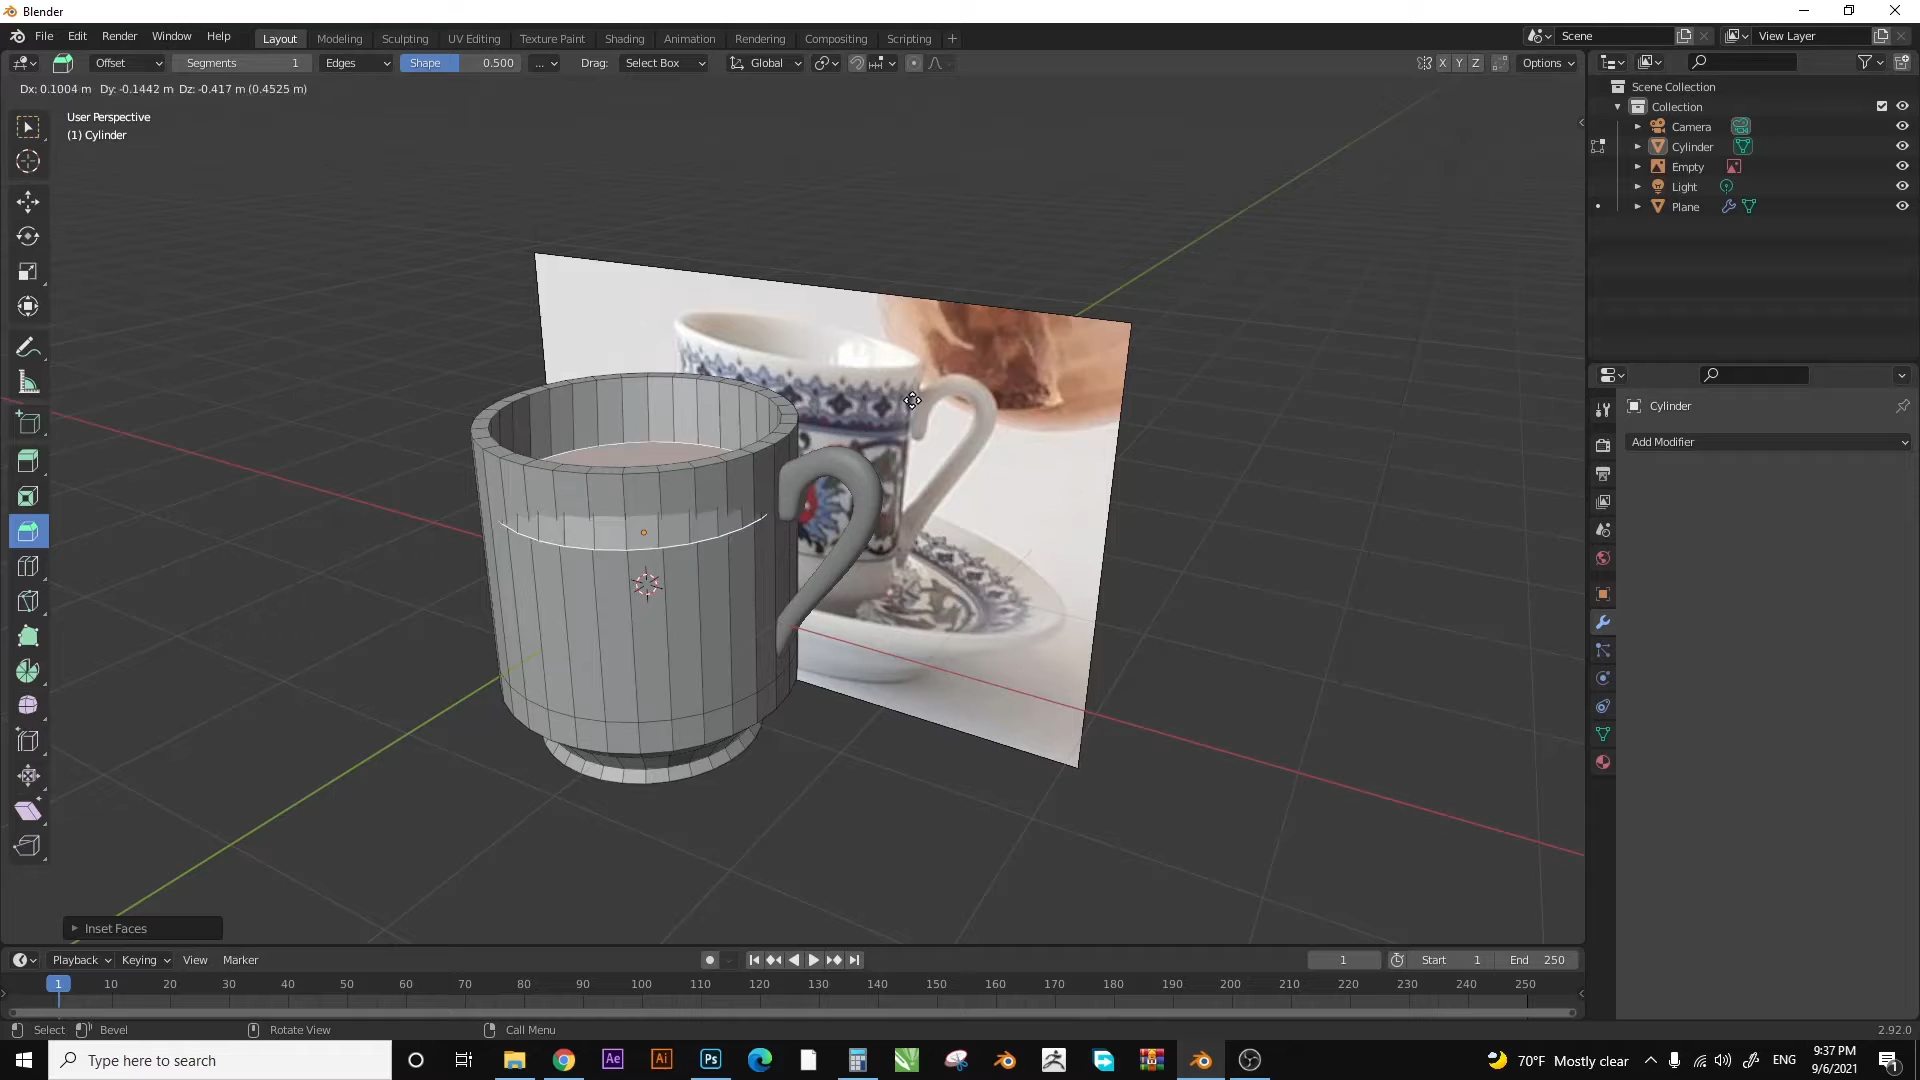 Blender
File Edit Render Window Help
Layout Modeling Sculpting UV Editing Texture Paint Shading Animation Rendering Compositing Scripting +
Scene
View Layer
Offset Segments 1 Edges Shape 0.500 ... Drag: Select Box Global X Y Z Options
Dx: 0.1004 m Dy: -0.1442 m Dz: -0.417 m (0.4525 m)
User Perspective
(1) Cylinder
Scene Collection
Collection
Camera
Cylinder
Empty
Light
Plane
Cylinder
Add Modifier
Inset Faces
Playback Keying View Marker
1 Start 1 End 250
1 10 20 30 40 50 60 70 80 90 100 110 120 130 140 150 160 170 180 190 200 210 220 230 240 250
Select Bevel Rotate View Call Menu 2.92.0
Type here to search
Ae Ai Ps
70°F Mostly clear ENG
9:37 PM
9/6/2021
1